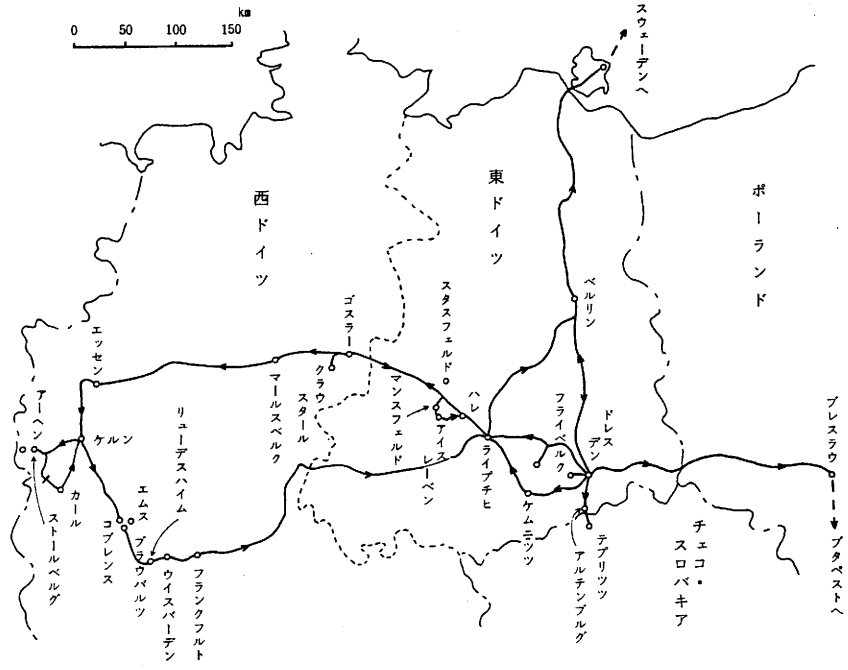 km
0 50 100 150
スウェーデンへ
西ドイツ
東ドイツ
ポーランド
ベルリン
スタスフェルド
ゴスラー
クラウスタール
マールスベルク
エッセン
アーヘン
ケルン
リューデスハイム
マンスフェルド
ハレ
アイスレーベン
ライプチヒ
フライベルク
ドレスデン
ブレスラウ
カール
ストールベルグ
コブレンス
エムス
ブラウバルツ
ウイスバーデン
フランクフルト
ケムニッツ
アルテンブルグ
テプリッツ
チェコ・スロバキア
ブタペストへ